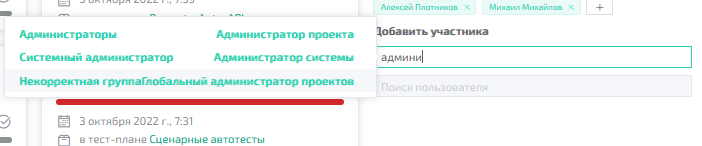 Алексей Плотников × Михаил Михайлов × +
Добавить участника
Администраторы Администратор проекта
Системный администратор Администратор системы
админи
Некорректная группаГлобальный администратор проектов
Поиск пользователя
3 октября 2022 г., 7:31
в тест-плане Сценарные автотесты